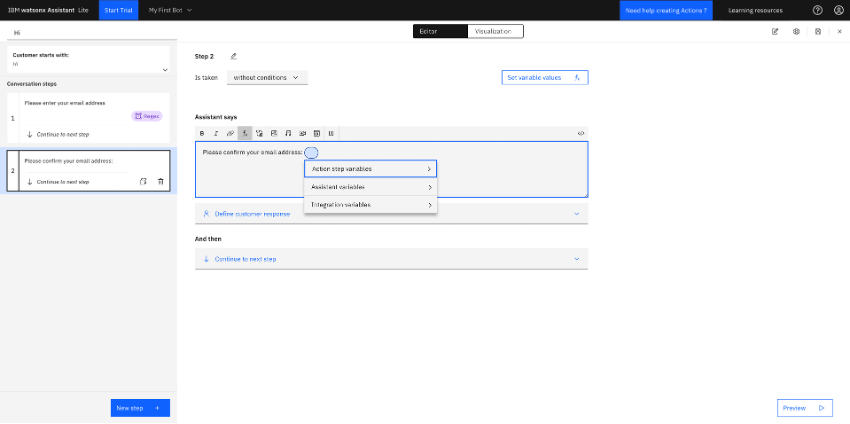 IBM watsonx Assistant Lite
Start Trial
My First Bot
Need help creating Actions ?
Learning resources
Hi
Editor
Visualization
Customer starts with:
Hi
Conversation steps
1
Please enter your email address
Regex
Continue to next step
2
Please confirm your email address:
Continue to next step
New step +
Step 2
Is taken
without conditions
Set variable values
Assistant says
B I
Please confirm your email address:
Action step variables
Assistant variables
Integration variables
Define customer response
And then
Continue to next step
Preview